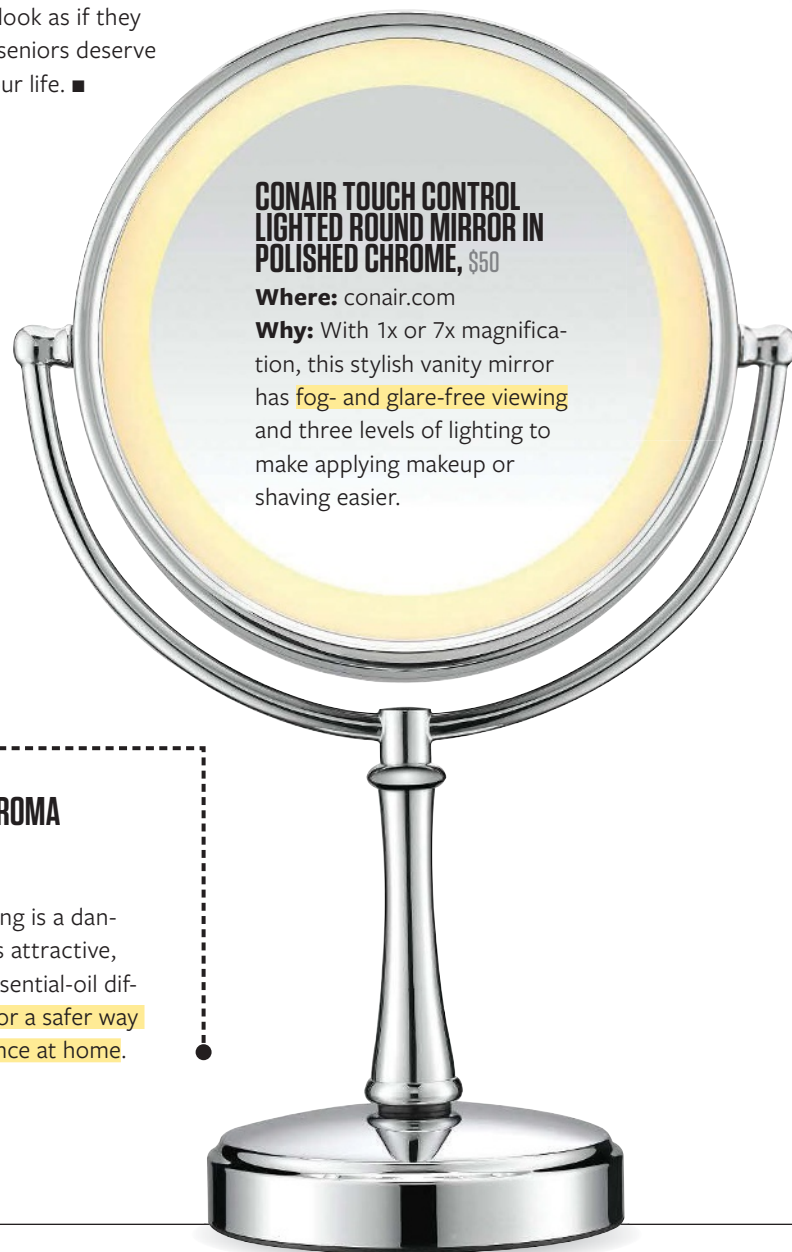 look as if they
seniors deserve
ur life. ■
CONAIR TOUCH CONTROL
LIGHTED ROUND MIRROR IN
POLISHED CHROME, $50
Where: conair.com
Why: With 1x or 7x magnifica-
tion, this stylish vanity mirror
has fog- and glare-free viewing
and three levels of lighting to
make applying makeup or
shaving easier.
ROMA
ng is a dan-
s attractive,
sential-oil dif-
or a safer way
nce at home.